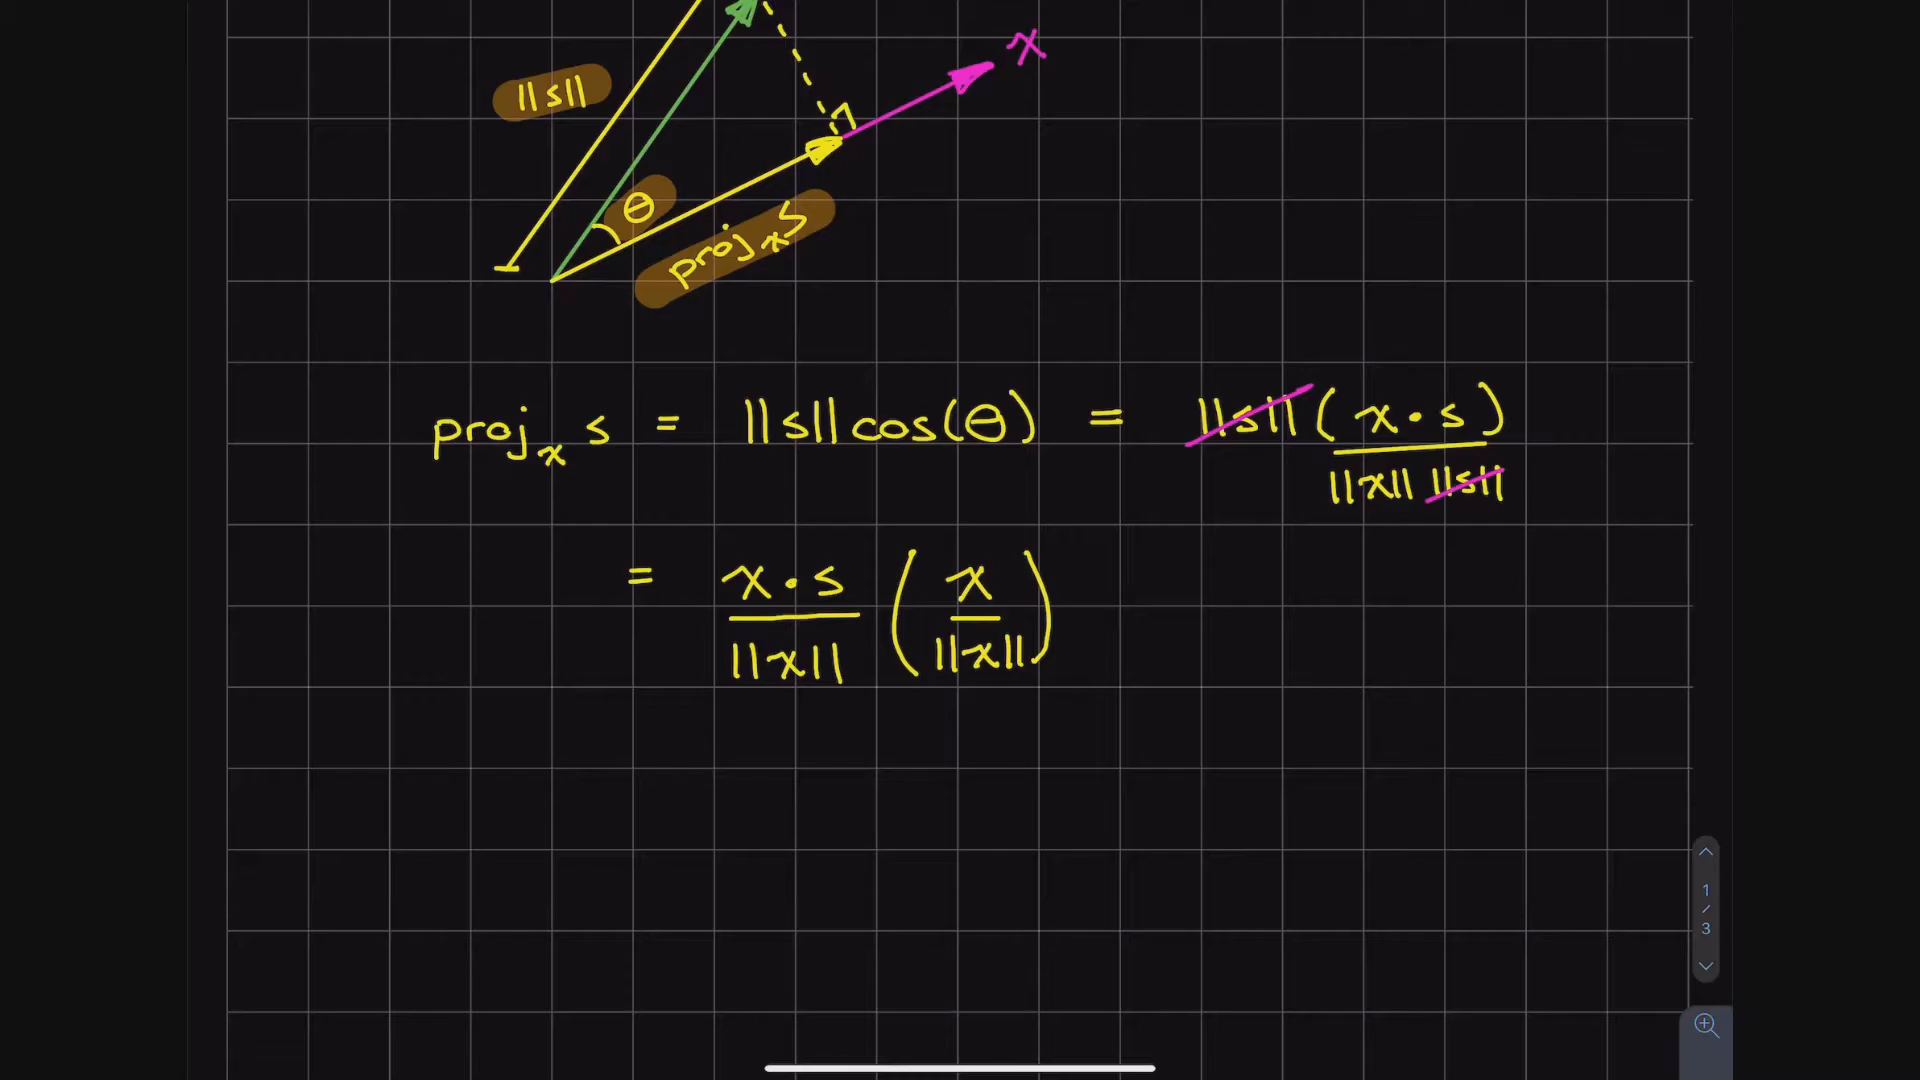 x
||s||
θ
proj_x s
proj_x s = ||s|| cos(θ) = ||s|| (x · s) / ||x|| ||s||
= x · s / ||x|| (x / ||x||)
1
/
3